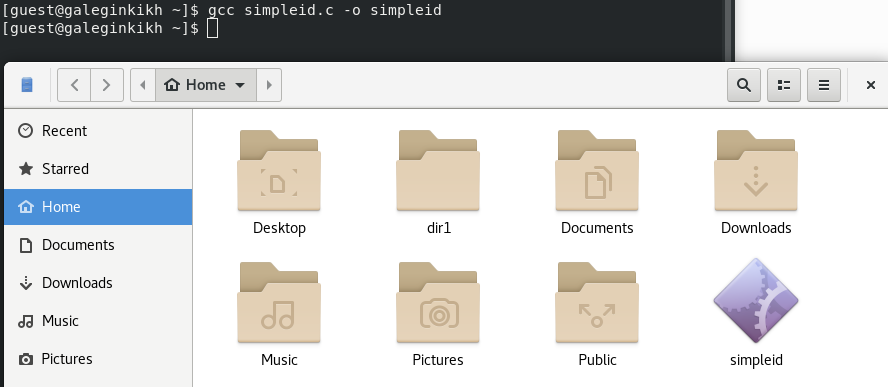 [guest@galeginkikh ~]$ gcc simpleid.c -o simpleid
[guest@galeginkikh ~]$
Home
Recent
Starred
Home
Documents
Downloads
Music
Pictures
Desktop
dir1
Documents
Downloads
Music
Pictures
Public
simpleid